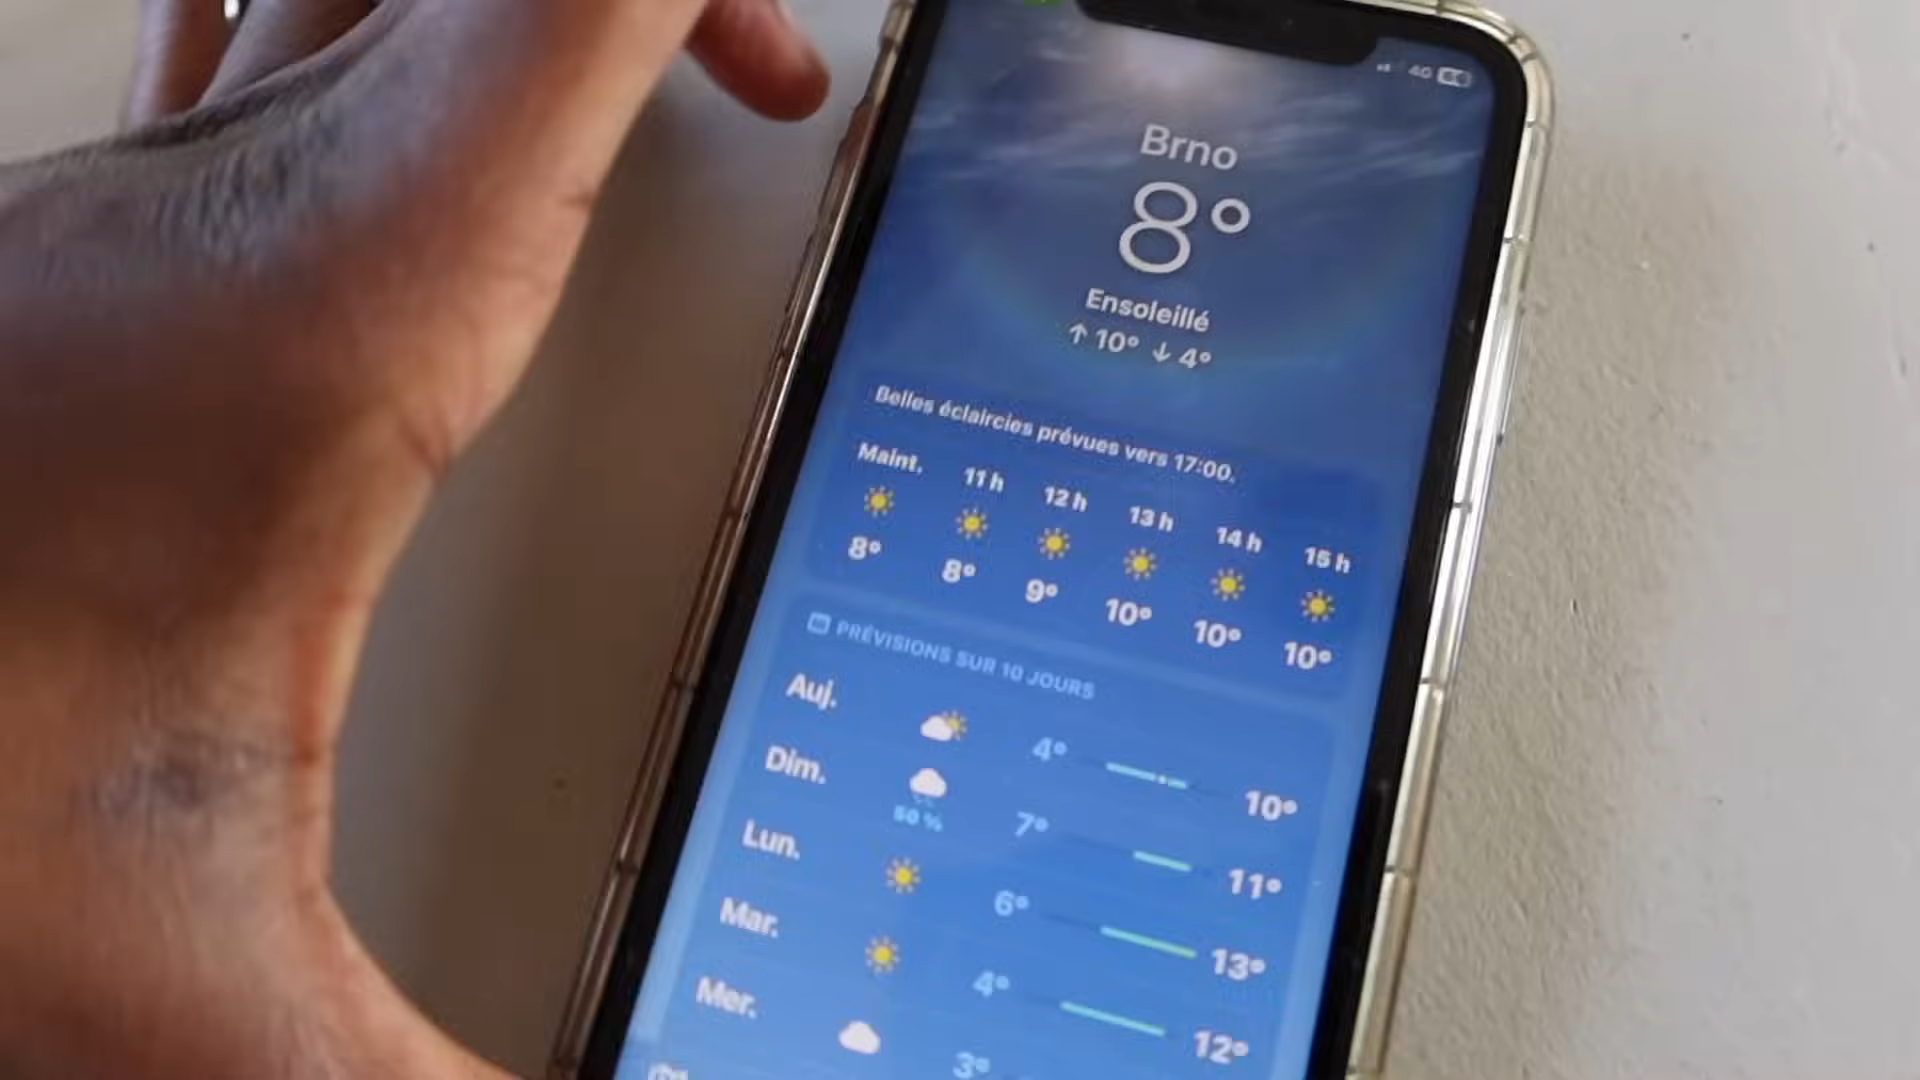 4G
Brno
8°
Ensoleillé
↑ 10° ↓ 4°
Belles éclaircies prévues vers 17:00.
Maint. 11 h 12 h 13 h 14 h 15 h
8° 8° 9° 10° 10° 10°
PRÉVISIONS SUR 10 JOURS
Auj. 4° 10°
Dim. 7° 11°
Lun. 6° 13°
Mar. 4° 12°
Mer. 3°